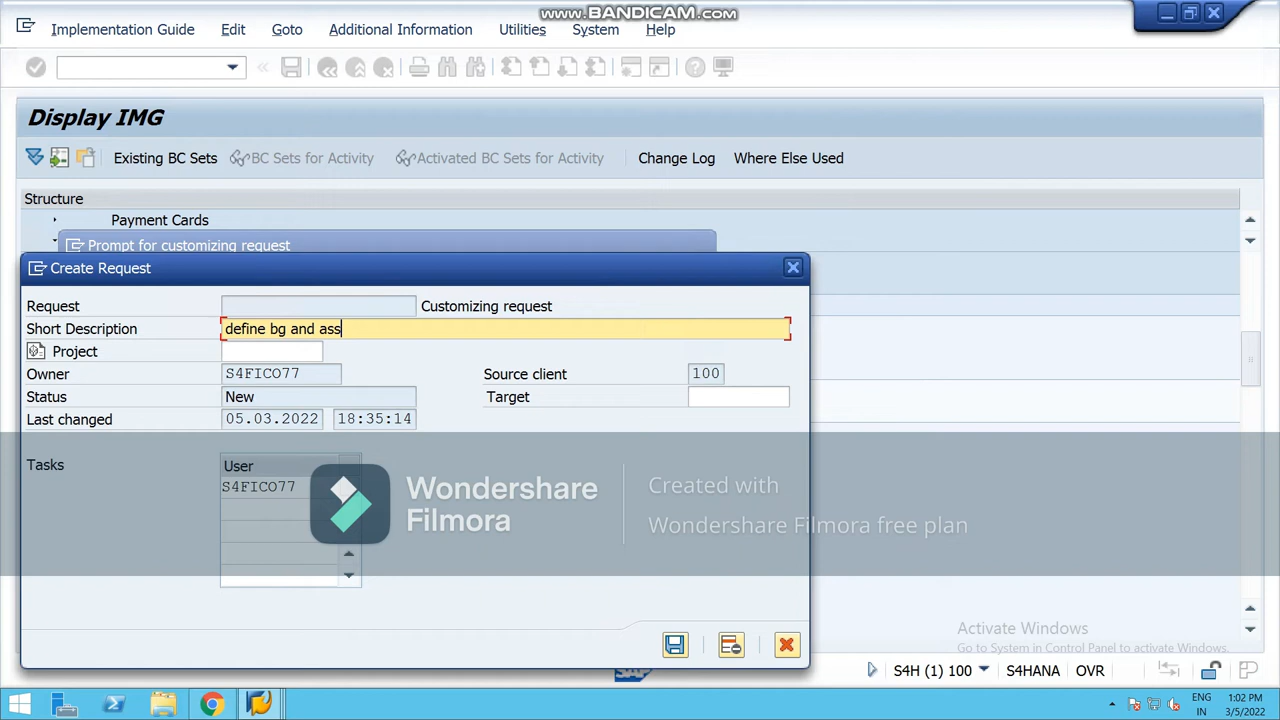 www.BANDICAM.com
Implementation Guide Edit Goto Additional Information Utilities System Help
Display IMG
Existing BC Sets BC Sets for Activity Activated BC Sets for Activity Change Log Where Else Used
Structure
Payment Cards
Prompt for customizing request
Create Request
Request Customizing request
Short Description define bg and ass
Project
Owner S4FICO77 Source client 100
Status New Target
Last changed 05.03.2022 18:35:14
Tasks User
S4FICO77
Wondershare
Filmora
Created with
Wondershare Filmora free plan
Activate Windows
Go to System in Control Panel to activate Windows.
SAP
S4H (1) 100 S4HANA OVR
ENG
IN
1:02 PM
3/5/2022